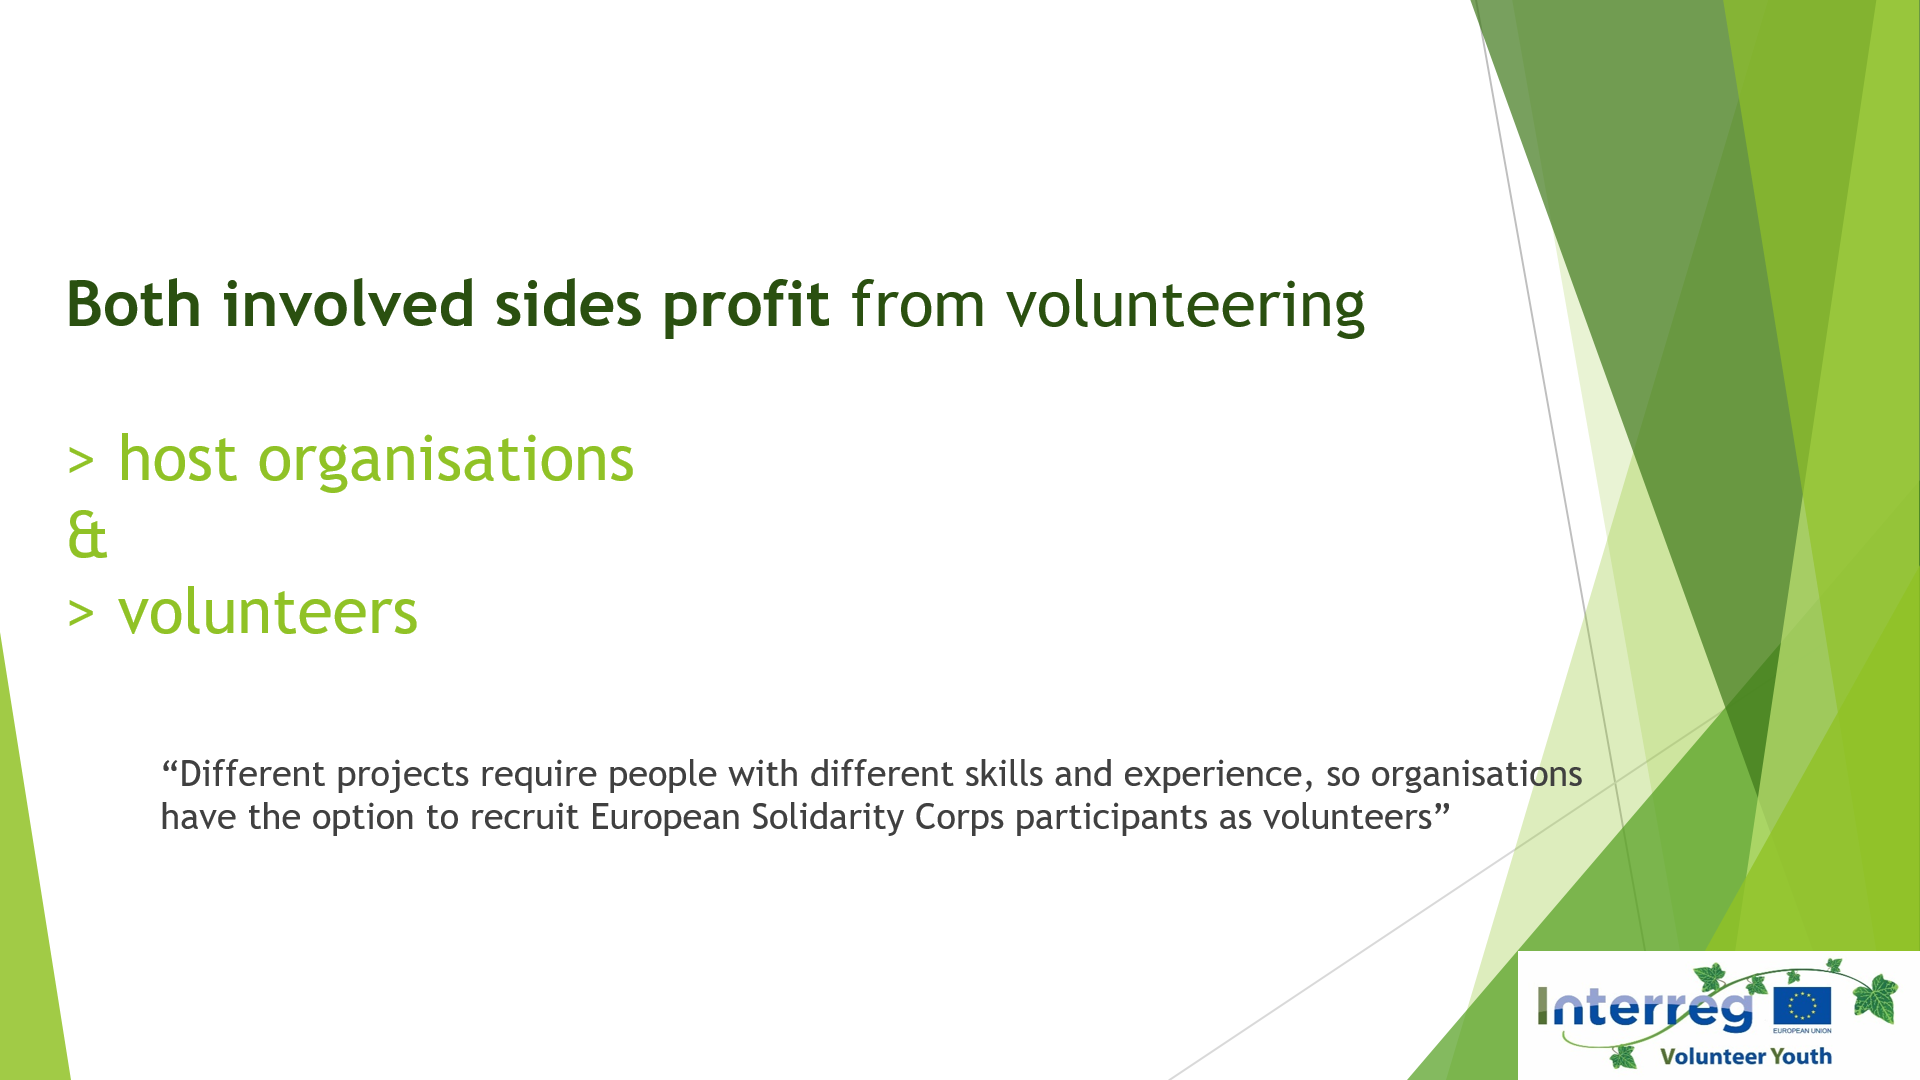 Both involved sides profit from volunteering
> host organisations
&
> volunteers
“Different projects require people with different skills and experience, so organisations
have the option to recruit European Solidarity Corps participants as volunteers”
Interreg
EUROPEAN UNION
Volunteer Youth